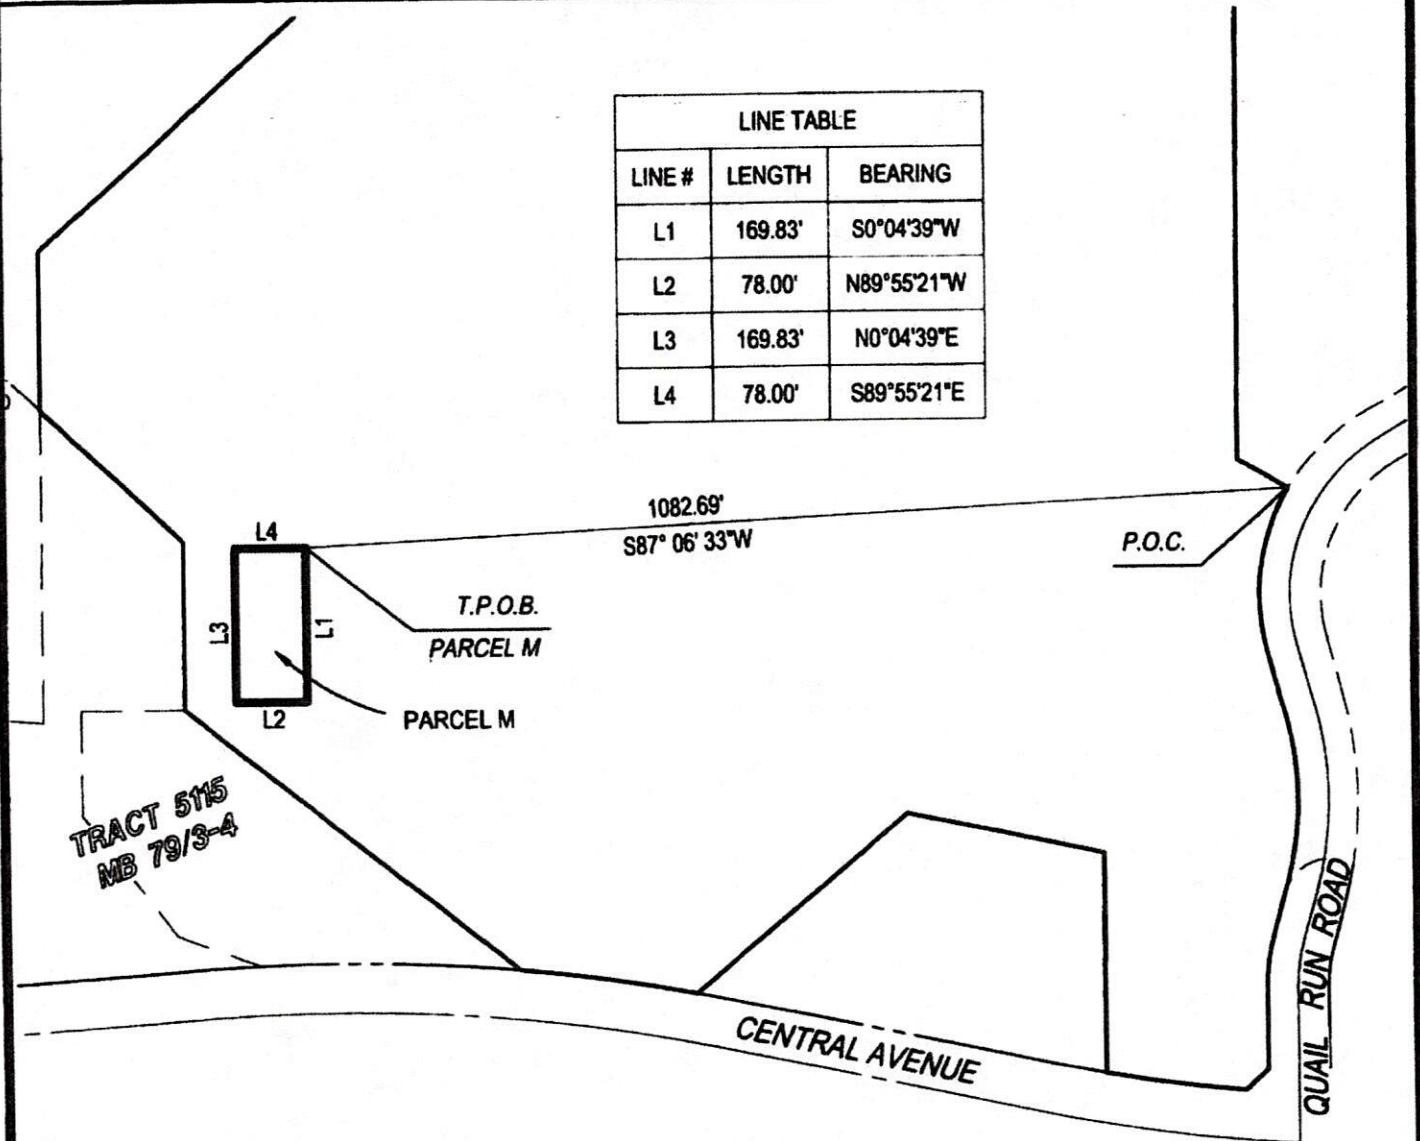 LINE TABLE
LINE # LENGTH BEARING
L1 169.83' S0°04'39"W
L2 78.00' N89°55'21"W
L3 169.83' N0°04'39"E
L4 78.00' S89°55'21"E
1082.69'
S87° 06' 33"W
P.O.C.
L4
T.P.O.B.
PARCEL M
L3
L1
L2
PARCEL M
TRACT 5115
MB 79/3-4
CENTRAL AVENUE
QUAIL RUN ROAD